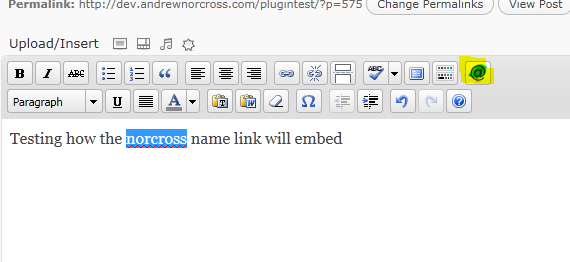 Permalink: http://dev.andrewnorcross.com/plugintest/?p=575 Change Permalinks View Post
Upload/Insert
B I ABC “ ABC @
Paragraph U A T W Ω ?
Testing how the norcross name link will embed